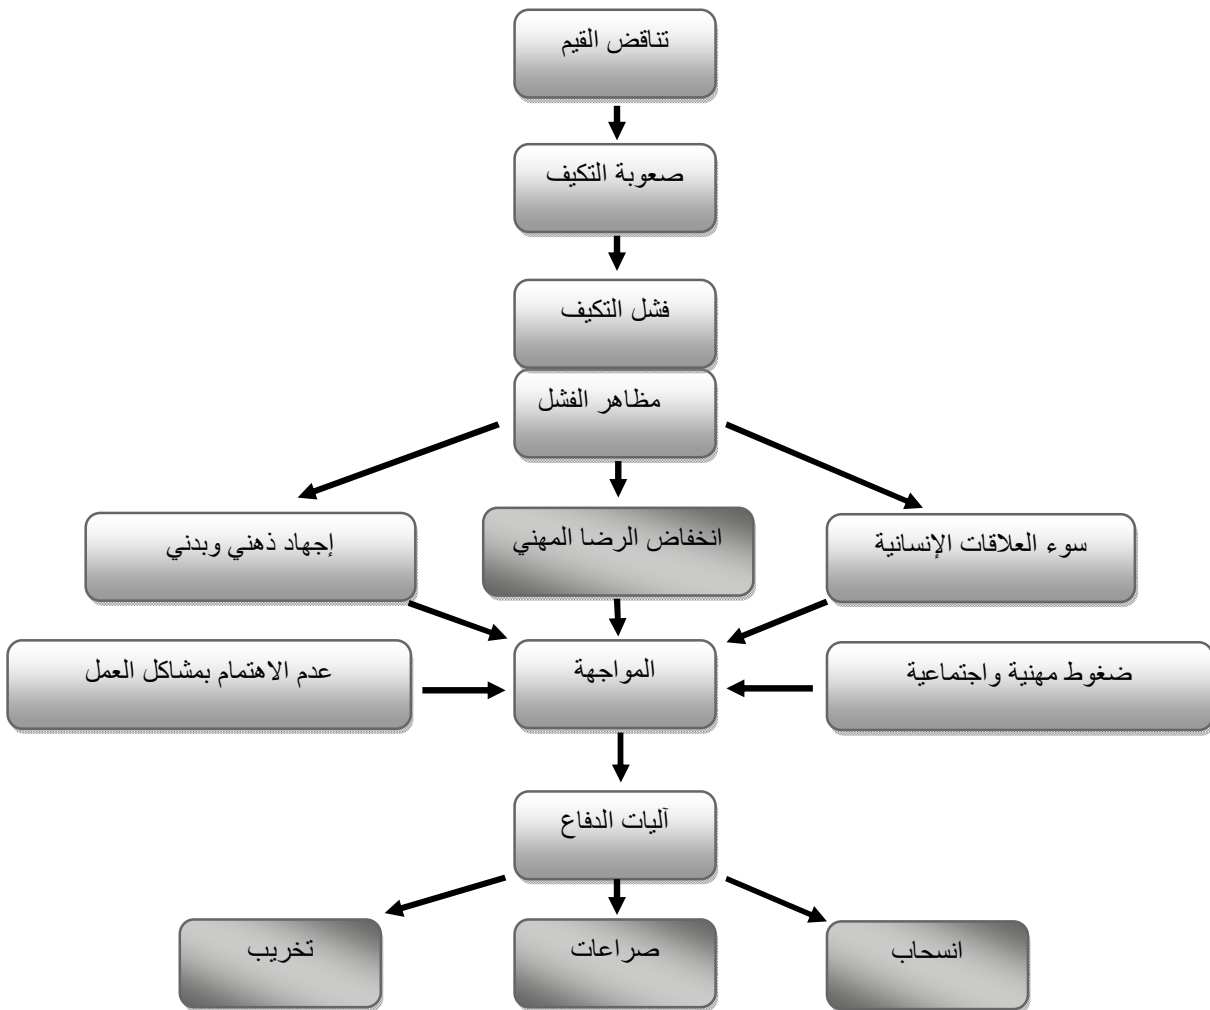 تناقض القيم
صعوبة التكيف
فشل التكيف
مظاهر الفشل
سوء العلاقات الإنسانية
انخفاض الرضا المهني
إجهاد ذهني وبدني
ضغوط مهنية واجتماعية
المواجهة
عدم الاهتمام بمشاكل العمل
آليات الدفاع
انسحاب
صراعات
تخريب